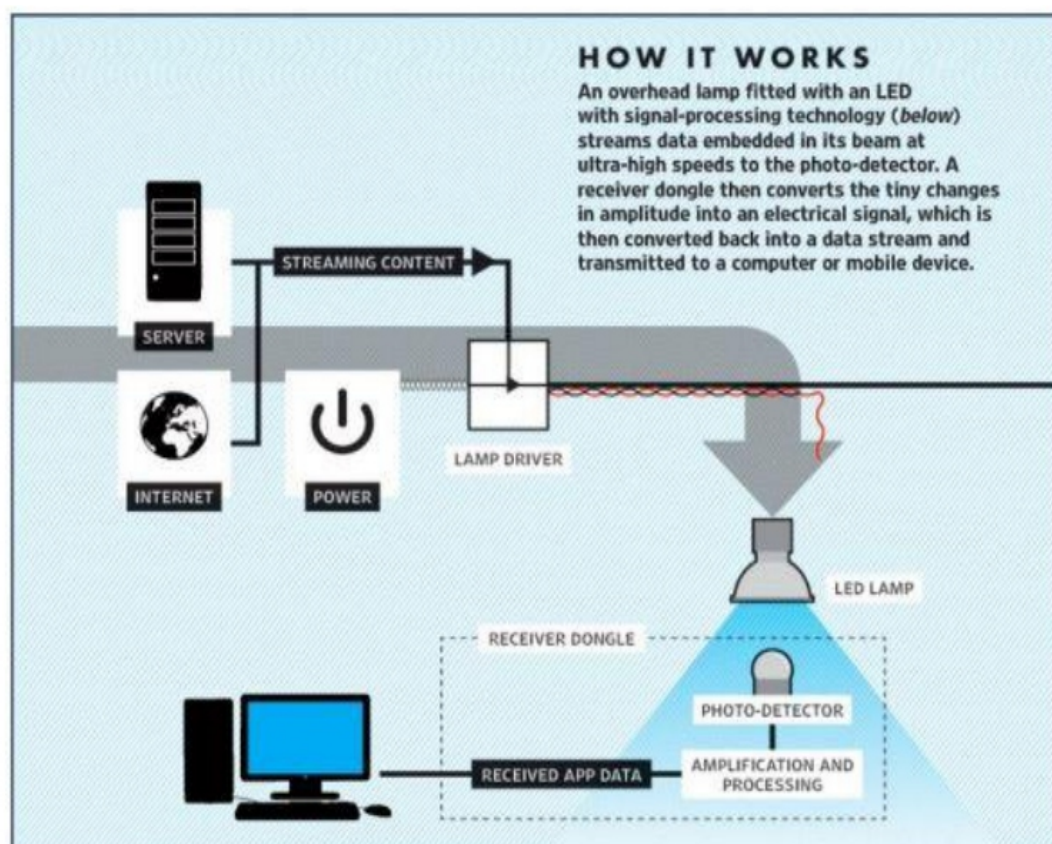 HOW IT WORKS
An overhead lamp fitted with an LED
with signal-processing technology (below)
streams data embedded in its beam at
ultra-high speeds to the photo-detector. A
receiver dongle then converts the tiny changes
in amplitude into an electrical signal, which is
then converted back into a data stream and
transmitted to a computer or mobile device.
STREAMING CONTENT
SERVER
INTERNET
POWER
LAMP DRIVER
LED LAMP
RECEIVER DONGLE
PHOTO-DETECTOR
AMPLIFICATION AND
PROCESSING
RECEIVED APP DATA